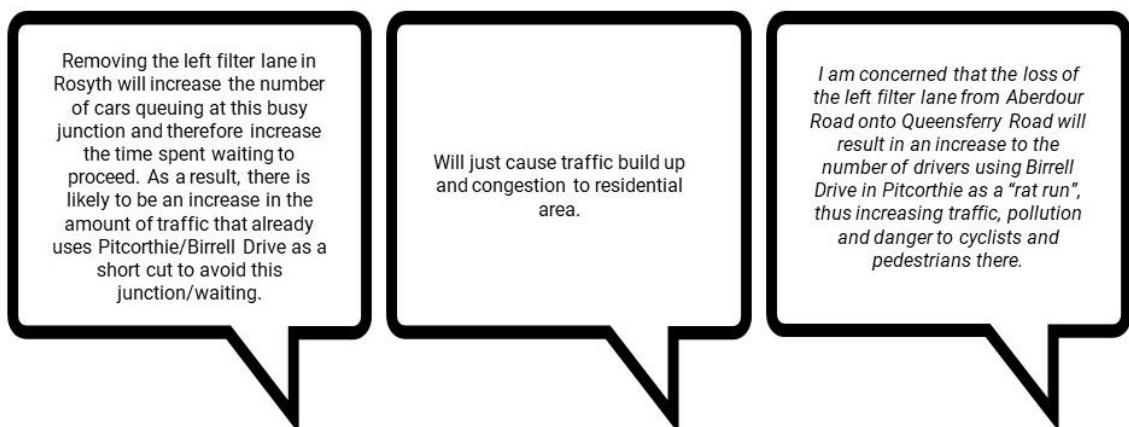 Removing the left filter lane in
Rosyth will increase the number
of cars queuing at this busy
junction and therefore increase
the time spent waiting to
proceed. As a result, there is
likely to be an increase in the
amount of traffic that already
uses Pitcorthie/Birrell Drive as a
short cut to avoid this
junction/waiting.
Will just cause traffic build up
and congestion to residential
area.
I am concerned that the loss of
the left filter lane from Aberdour
Road onto Queensferry Road will
result in an increase to the
number of drivers using Birrell
Drive in Pitcorthie as a “rat run”,
thus increasing traffic, pollution
and danger to cyclists and
pedestrians there.